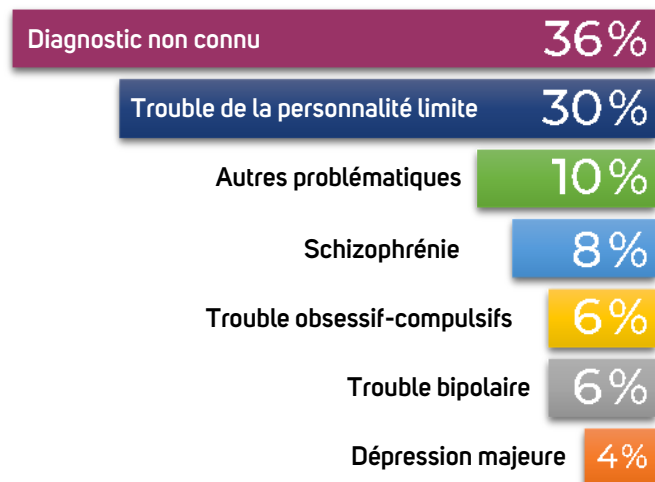 Diagnostic non connu 36%
Trouble de la personnalité limite 30%
Autres problématiques 10%
Schizophrénie 8%
Trouble obsessif-compulsifs 6%
Trouble bipolaire 6%
Dépression majeure 4%